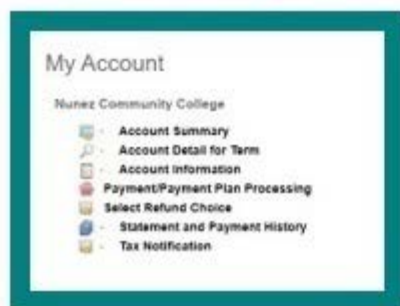 My Account
Nunez Community College
Account Summary
Account Detail for Term
Account Information
Payment/Payment Plan Processing
Select Refund Choice
Statement and Payment History
Tax Notification